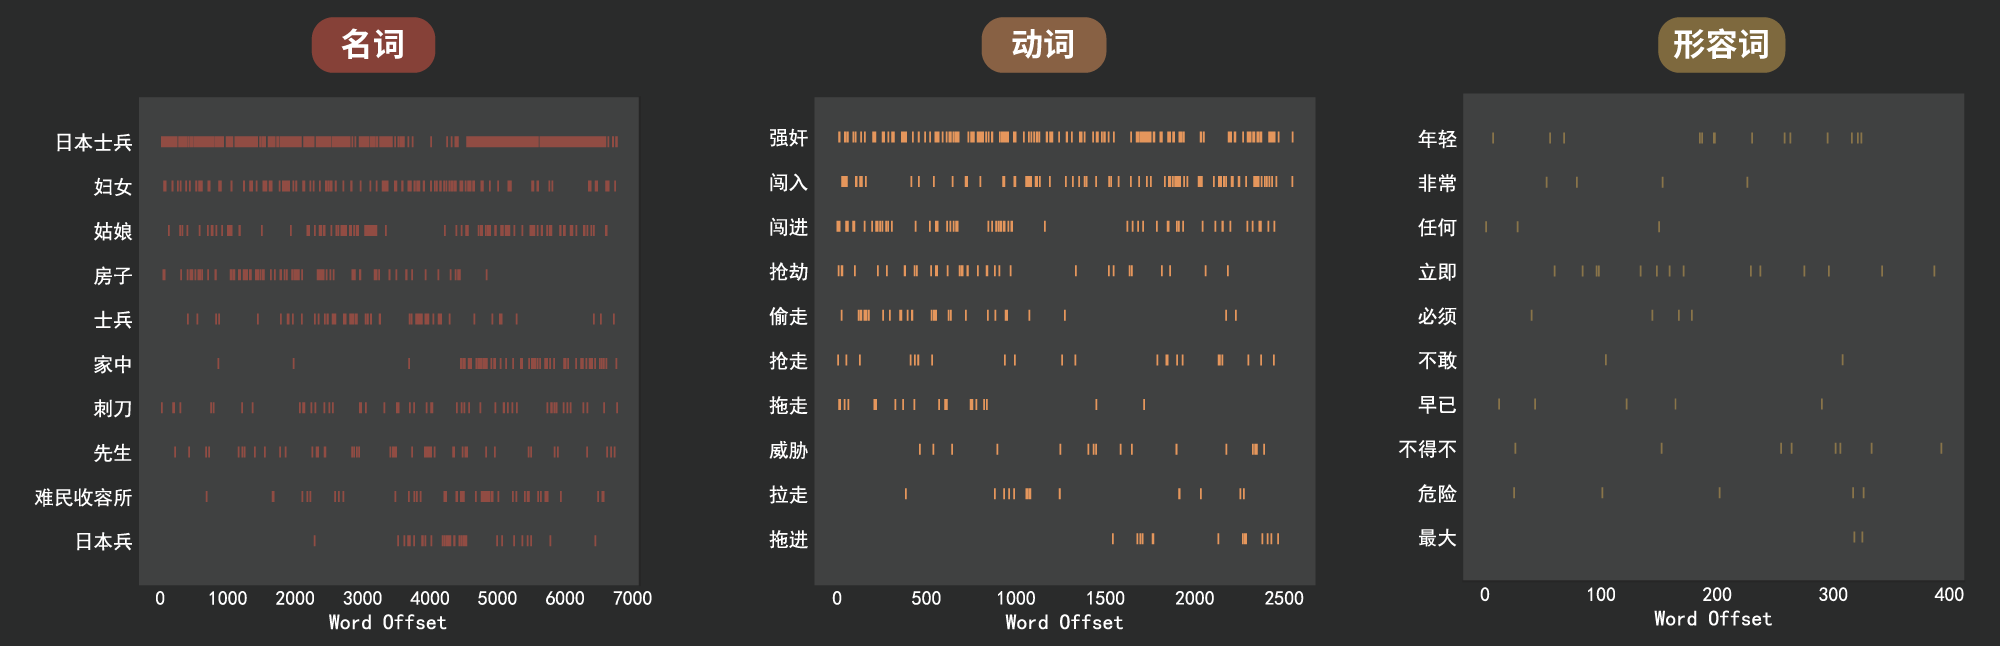 名词
日本士兵
妇女
姑娘
房子
士兵
家中
刺刀
先生
难民收容所
日本兵
0 1000 2000 3000 4000 5000 6000 7000
Word Offset
动词
强奸
闯入
闯进
抢劫
偷走
抢走
拖走
威胁
拉走
拖进
0 500 1000 1500 2000 2500
Word Offset
形容词
年轻
非常
任何
立即
必须
不敢
早已
不得不
危险
最大
0 100 200 300 400
Word Offset